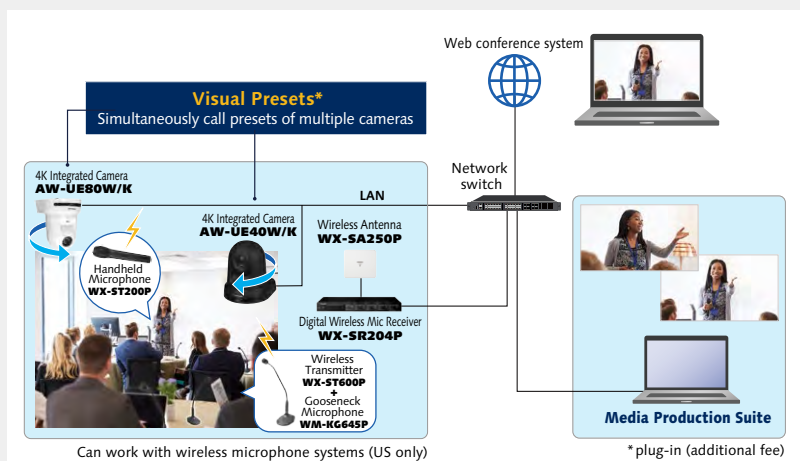 Web conference system
Visual Presets*
Simultaneously call presets of multiple cameras
Network
switch
4K Integrated Camera
AW-UE80W/K
LAN
4K Integrated Camera
AW-UE40W/K
Wireless Antenna
WX-SA250P
Handheld
Microphone
WX-ST200P
Digital Wireless Mic Receiver
WX-SR204P
Wireless
Transmitter
WX-ST600P
+
Gooseneck
Microphone
WM-KG645P
Media Production Suite
Can work with wireless microphone systems (US only)
*plug-in (additional fee)